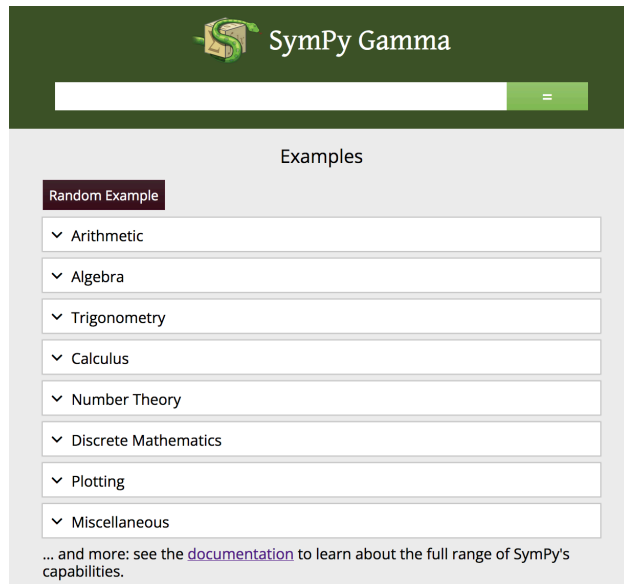 SymPy Gamma
=
Examples
Random Example
Arithmetic
Algebra
Trigonometry
Calculus
Number Theory
Discrete Mathematics
Plotting
Miscellaneous
... and more: see the documentation to learn about the full range of SymPy's
capabilities.